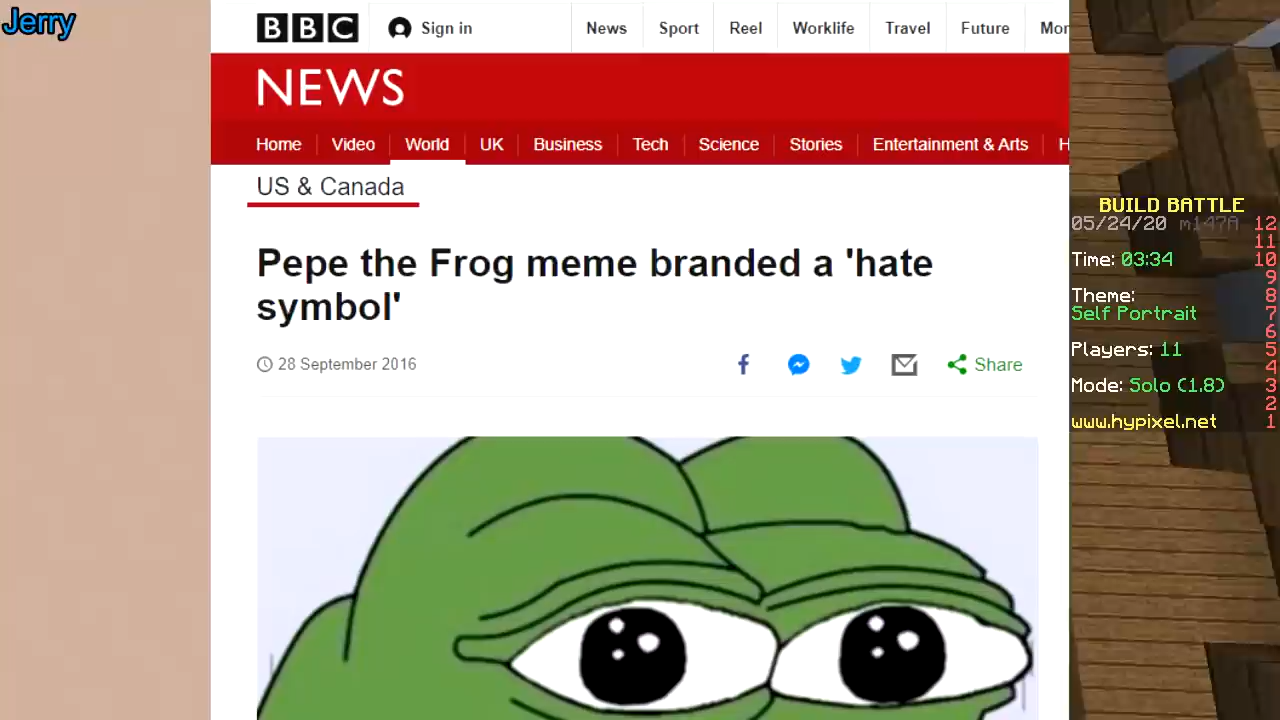 Jerry
BBC
Sign in
News
Sport
Reel
Worklife
Travel
Future
Mor
NEWS
Home
Video
World
UK
Business
Tech
Science
Stories
Entertainment & Arts
H
US & Canada
Pepe the Frog meme branded a 'hate
symbol'
28 September 2016
Share
BUILD BATTLE
05/24/20 m147A 12
11
Time: 03:34 10
9
Theme: 8
Self Portrait 7
6
Players: 11 5
4
Mode: Solo (1.8) 3
2
www.hypixel.net 1